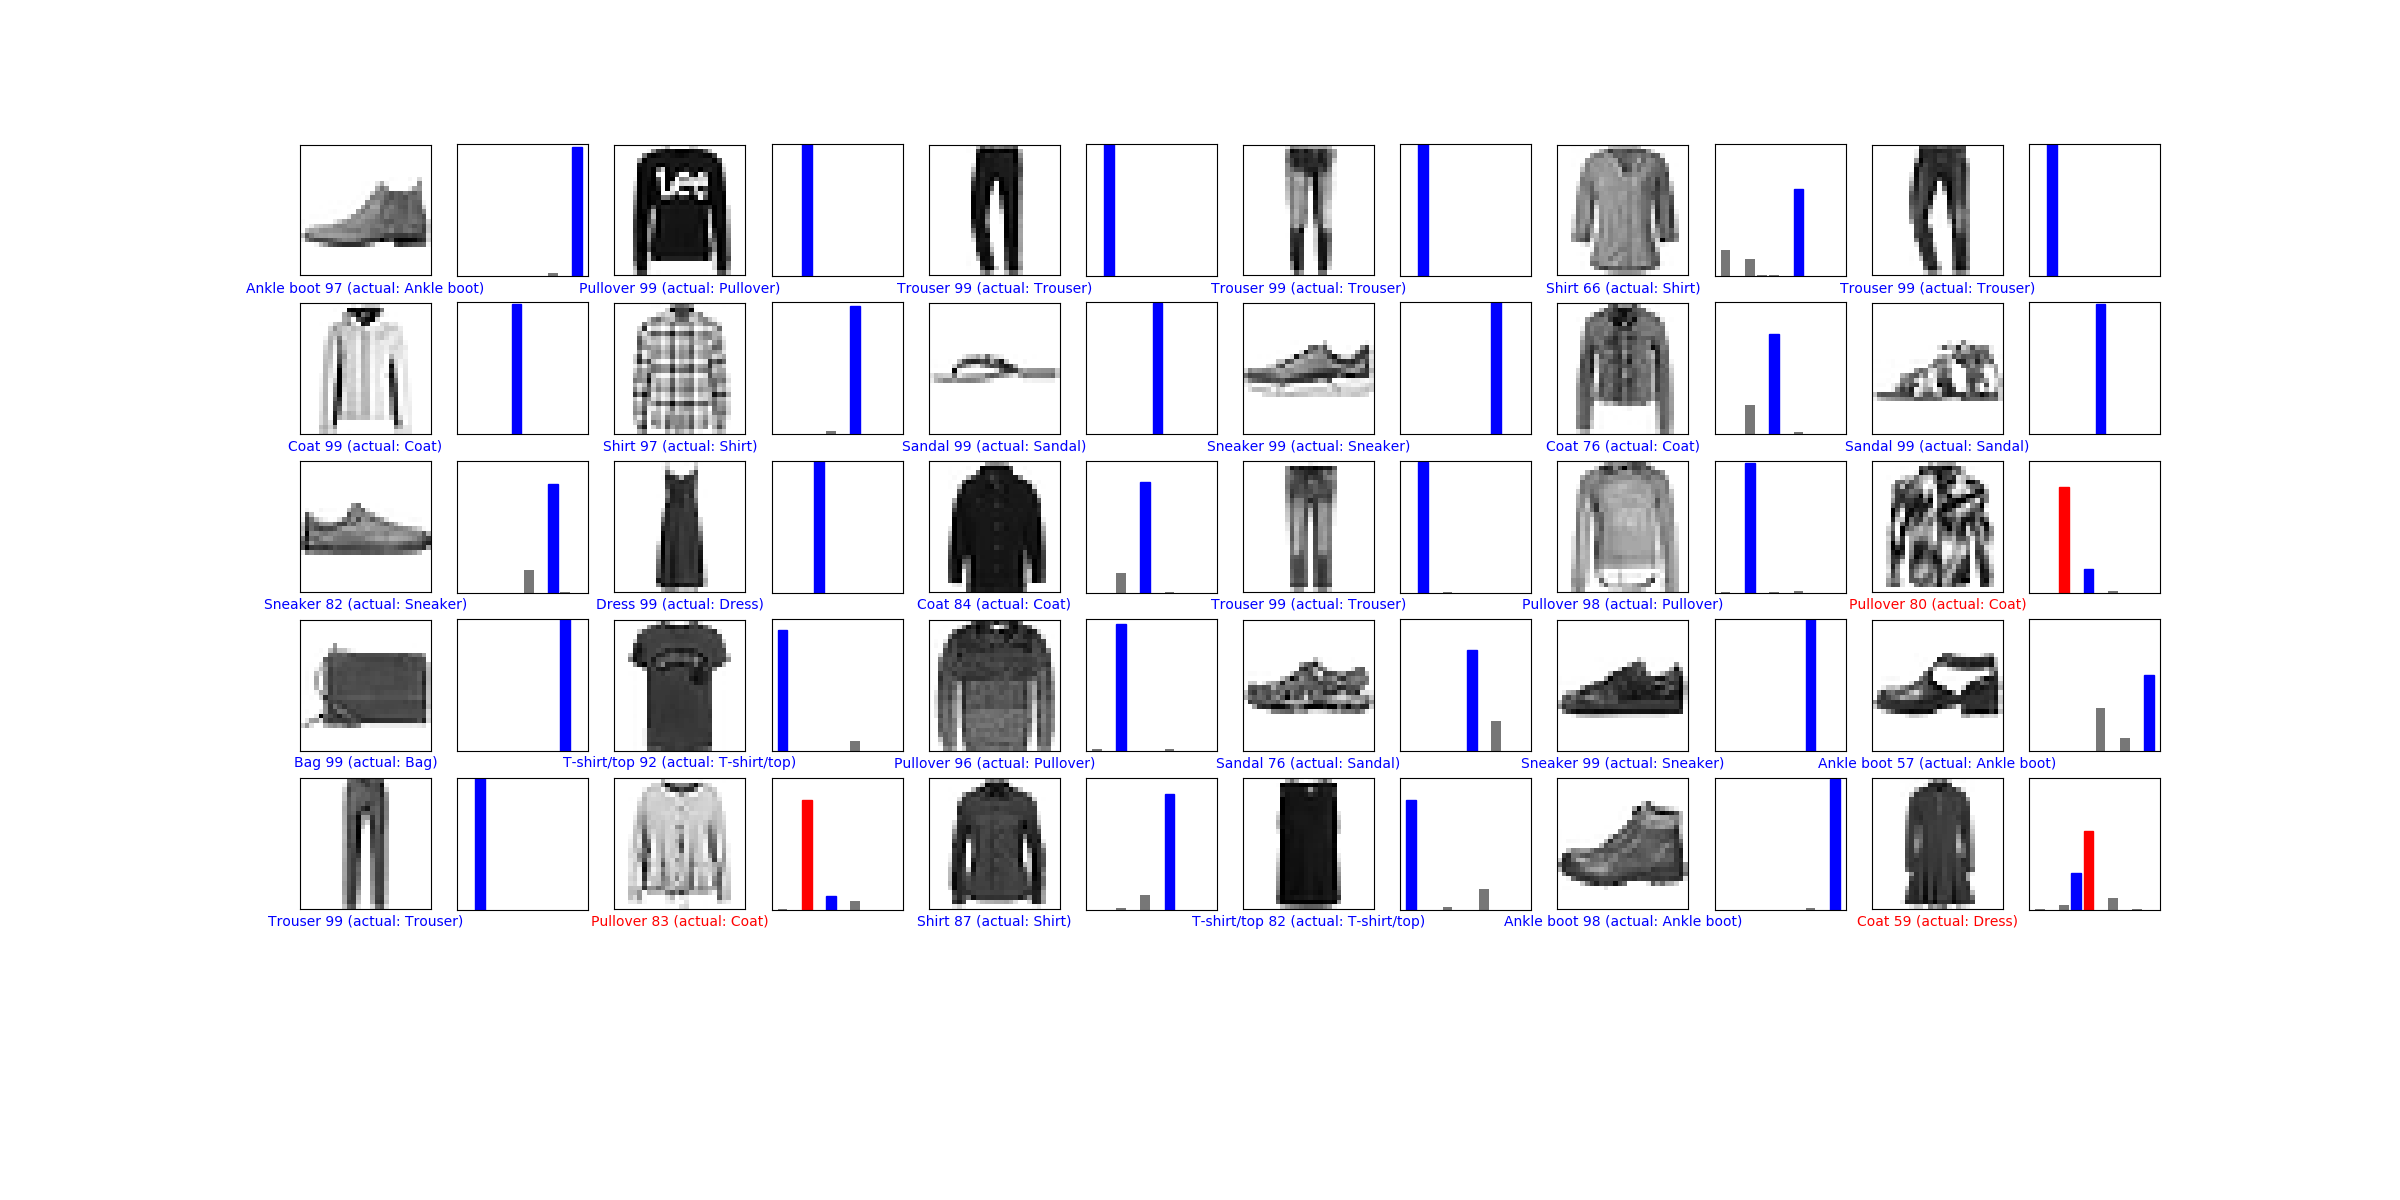 Lee
Ankle boot 97 (actual: Ankle boot)
Pullover 99 (actual: Pullover)
Trouser 99 (actual: Trouser)
Trouser 99 (actual: Trouser)
Shirt 66 (actual: Shirt)
Trouser 99 (actual: Trouser)
Coat 99 (actual: Coat)
Shirt 97 (actual: Shirt)
Sandal 99 (actual: Sandal)
Sneaker 99 (actual: Sneaker)
Coat 76 (actual: Coat)
Sandal 99 (actual: Sandal)
Sneaker 82 (actual: Sneaker)
Dress 99 (actual: Dress)
Coat 84 (actual: Coat)
Trouser 99 (actual: Trouser)
Pullover 98 (actual: Pullover)
Pullover 80 (actual: Coat)
Bag 99 (actual: Bag)
T-shirt/top 92 (actual: T-shirt/top)
Pullover 96 (actual: Pullover)
Sandal 76 (actual: Sandal)
Sneaker 99 (actual: Sneaker)
Ankle boot 57 (actual: Ankle boot)
Trouser 99 (actual: Trouser)
Pullover 83 (actual: Coat)
Shirt 87 (actual: Shirt)
T-shirt/top 82 (actual: T-shirt/top)
Ankle boot 98 (actual: Ankle boot)
Coat 59 (actual: Dress)